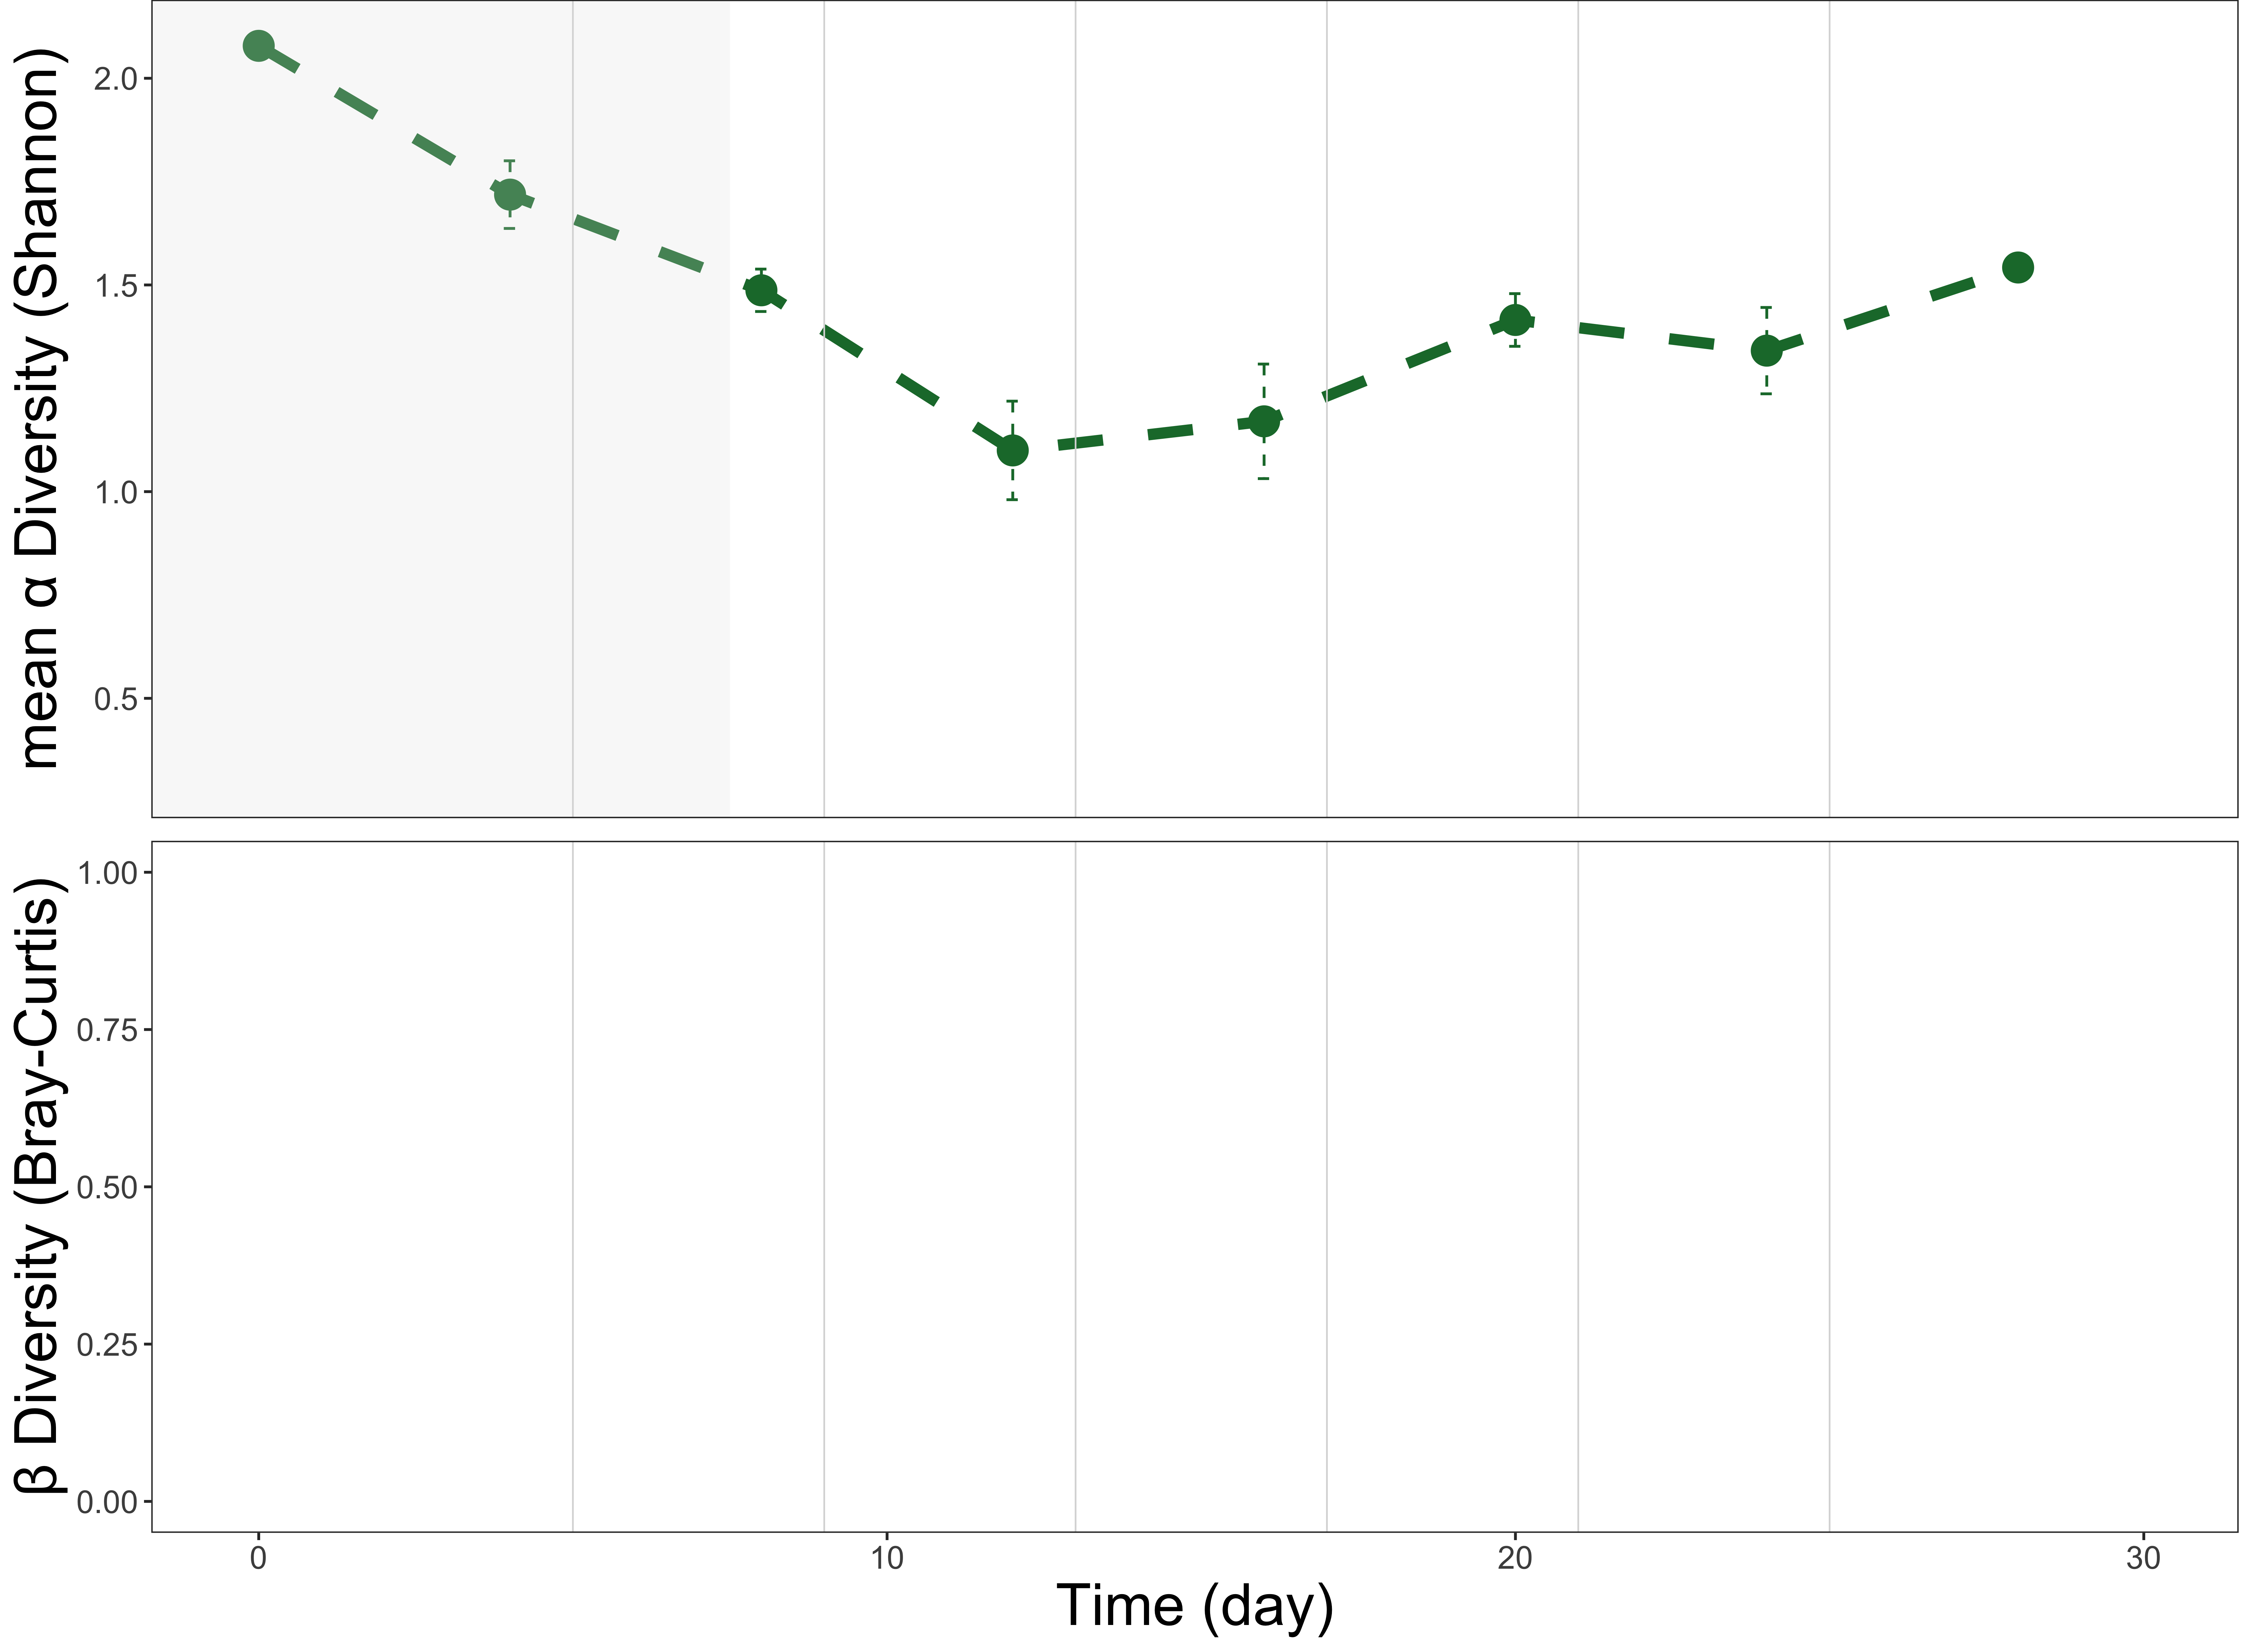 mean α Diversity (Shannon)
2.0
1.5
1.0
0.5
β Diversity (Bray-Curtis)
1.00
0.75
0.50
0.25
0.00
0 10 20 30
Time (day)